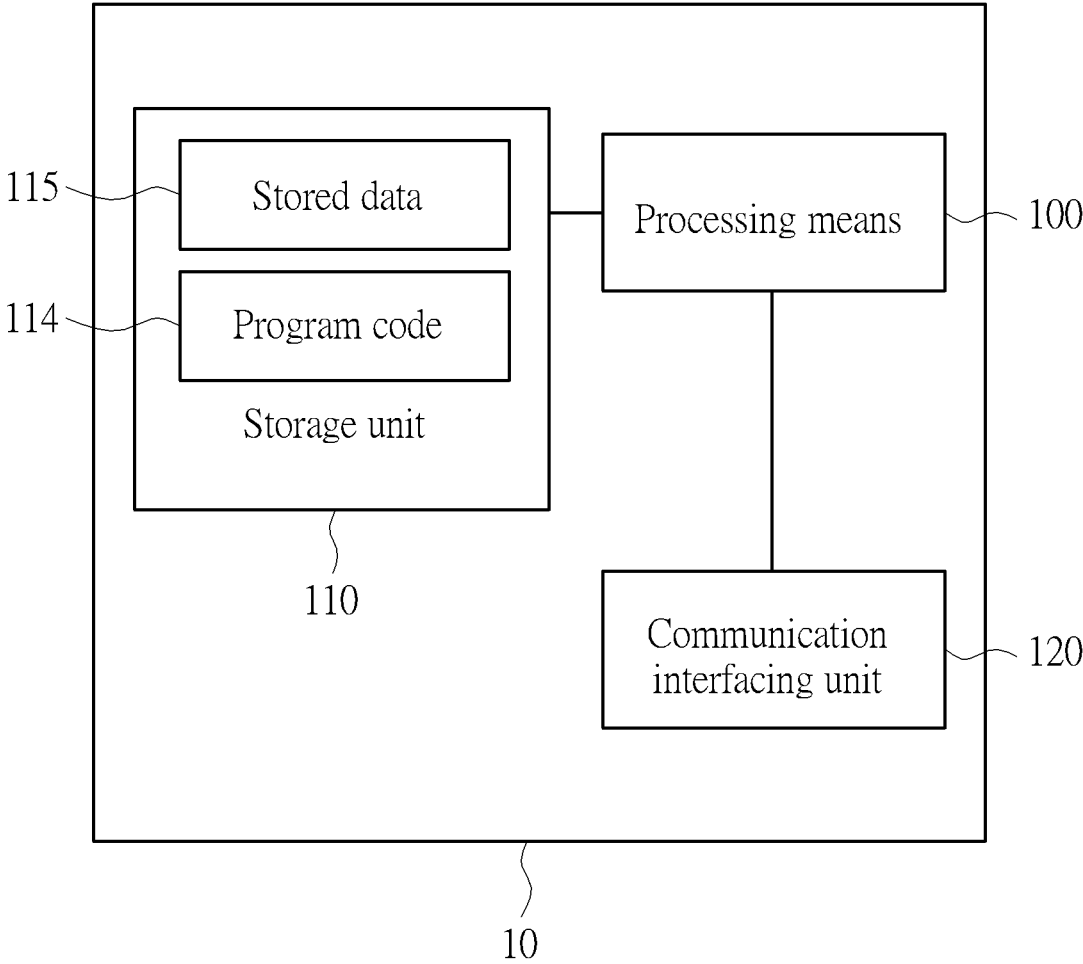 115
Stored data
Processing means
100
114
Program code
Storage unit
110
Communication
interfacing unit
120
10